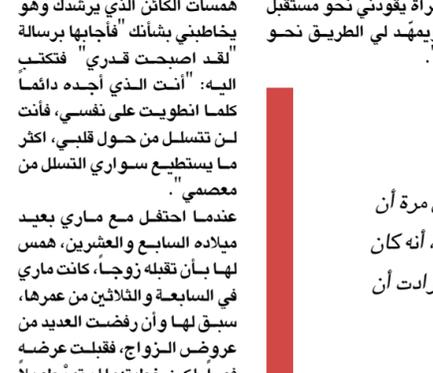 رأة يقودني نحو مستقبل
ويمهّد لي الطريق نحو
".
مرة أن
، أنه كان
رادت أن
همسات الكائن الذي يرشدك وهو
يخاطبني بشأنك "فأجابها برسالة
"لقد اصبحت قدري" فتكتب
اليه: "أنت الذي أجده دائماً
كلما انطويت على نفسي، فأنت
لن تتسلل من حول قلبي، اكثر
ما يستطيع سواري التسلل من
معصمي".
عندما احتفل مع ماري بعيد
ميلاده السابع والعشرين، همس
لها بأن تقبله زوجاً، كانت ماري
في السابعة و الثلاثين من عمرها،
سبق لها وأن رفضت العديد من
عروض الزواج، فقبلت عرضه